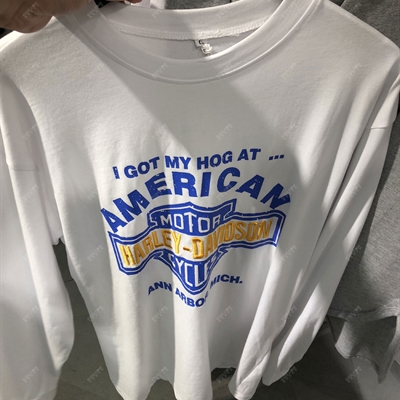 I GOT MY HOG AT ...
AMERICAN
MOTOR
HARLEY-DAVIDSON
CYCLES
ANN ARBOR, MICH.